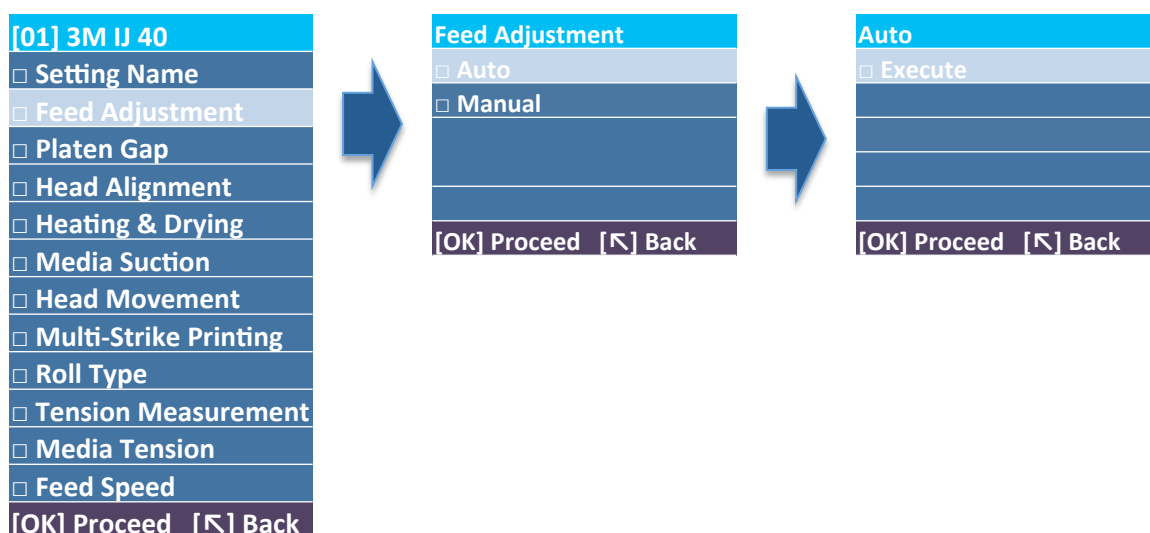 [01] 3M IJ 40
□ Setting Name
□ Feed Adjustment
□ Platen Gap
□ Head Alignment
□ Heating & Drying
□ Media Suction
□ Head Movement
□ Multi-Strike Printing
□ Roll Type
□ Tension Measurement
□ Media Tension
□ Feed Speed
[OK] Proceed [↖] Back
Feed Adjustment
□ Auto
□ Manual
[OK] Proceed [↖] Back
Auto
□ Execute
[OK] Proceed [↖] Back